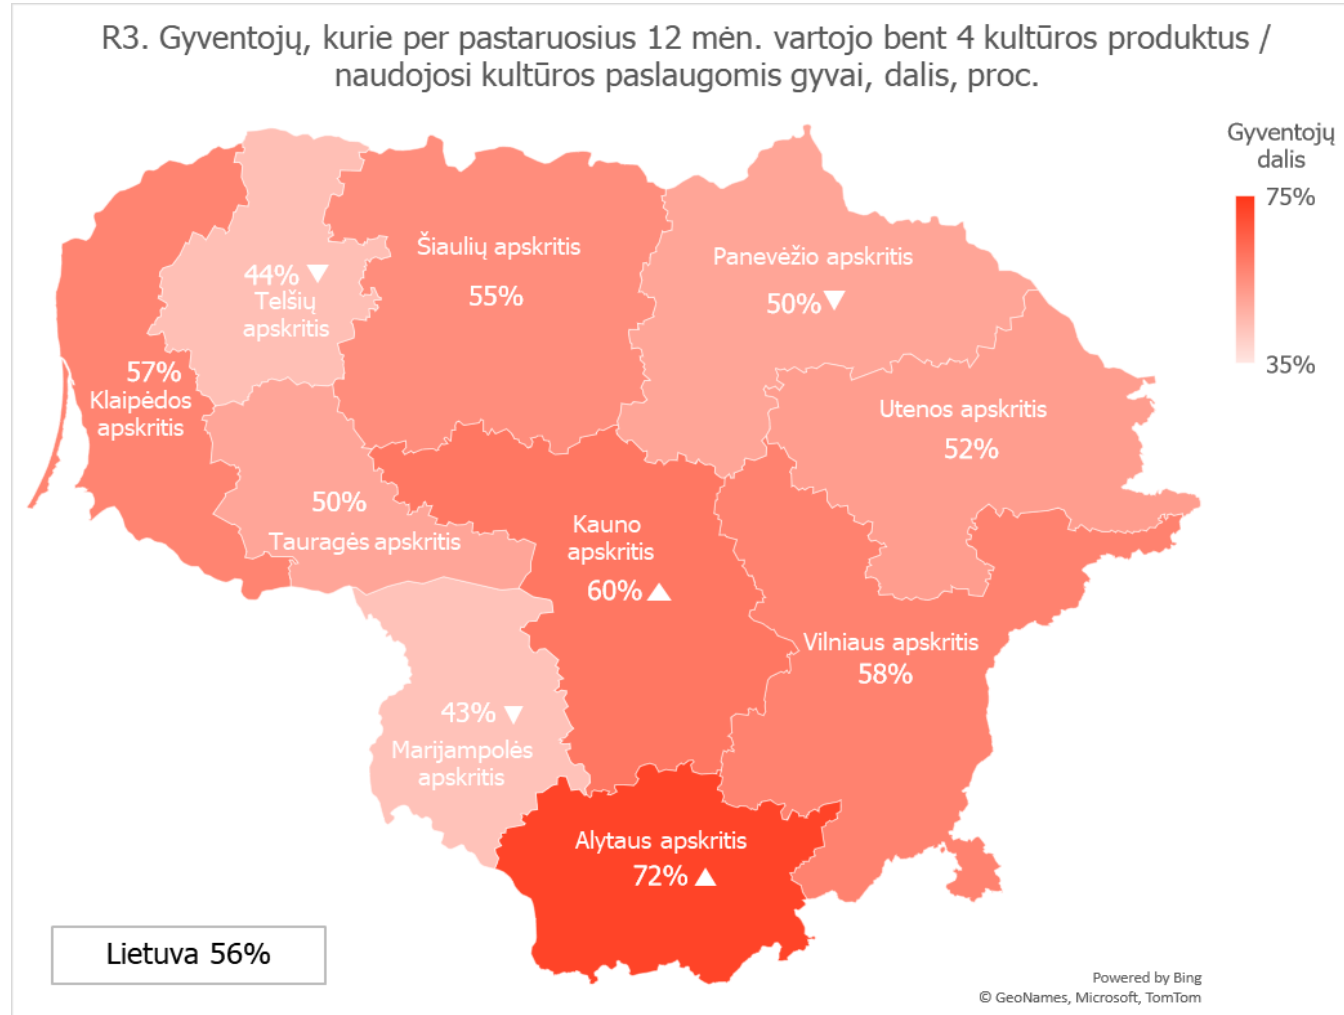 R3. Gyventojų, kurie per pastaruosius 12 mėn. vartojo bent 4 kultūros produktus /
naudojosi kultūros paslaugomis gyvai, dalis, proc.
Gyventojų
dalis
75%
35%
Šiaulių apskritis
55%
Panevėžio apskritis
50% ▼
44% ▼
Telšių
apskritis
57%
Klaipėdos
apskritis
Utenos apskritis
52%
50%
Tauragės apskritis
Kauno
apskritis
60% ▲
Vilniaus apskritis
58%
43% ▼
Marijampolės
apskritis
Alytaus apskritis
72% ▲
Lietuva 56%
Powered by Bing
© GeoNames, Microsoft, TomTom